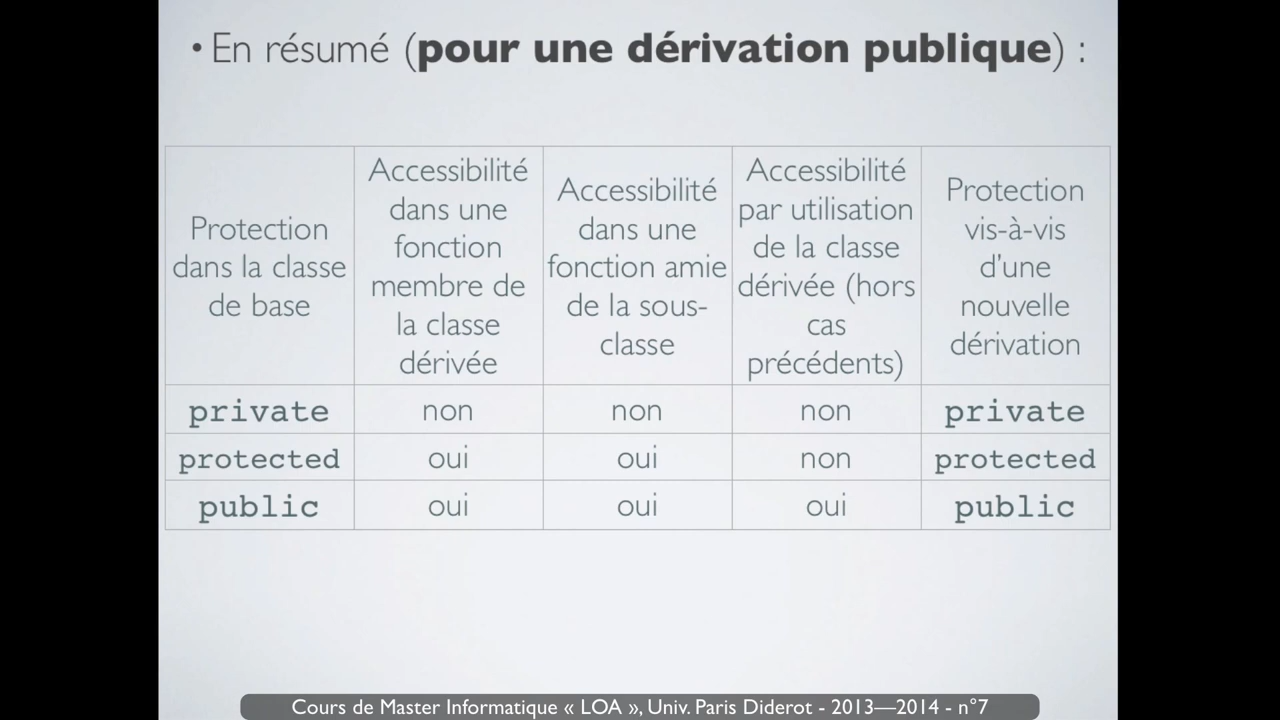 • En résumé (pour une dérivation publique) :
Protection
dans la classe
de base
Accessibilité
dans une
fonction
membre de
la classe
dérivée
Accessibilité
dans une
fonction amie
de la sous-
classe
Accessibilité
par utilisation
de la classe
dérivée (hors
cas
précédents)
Protection
vis-à-vis
d'une
nouvelle
dérivation
private non non non private
protected oui oui non protected
public oui oui oui public
Cours de Master Informatique « LOA », Univ. Paris Diderot - 2013—2014 - n°7